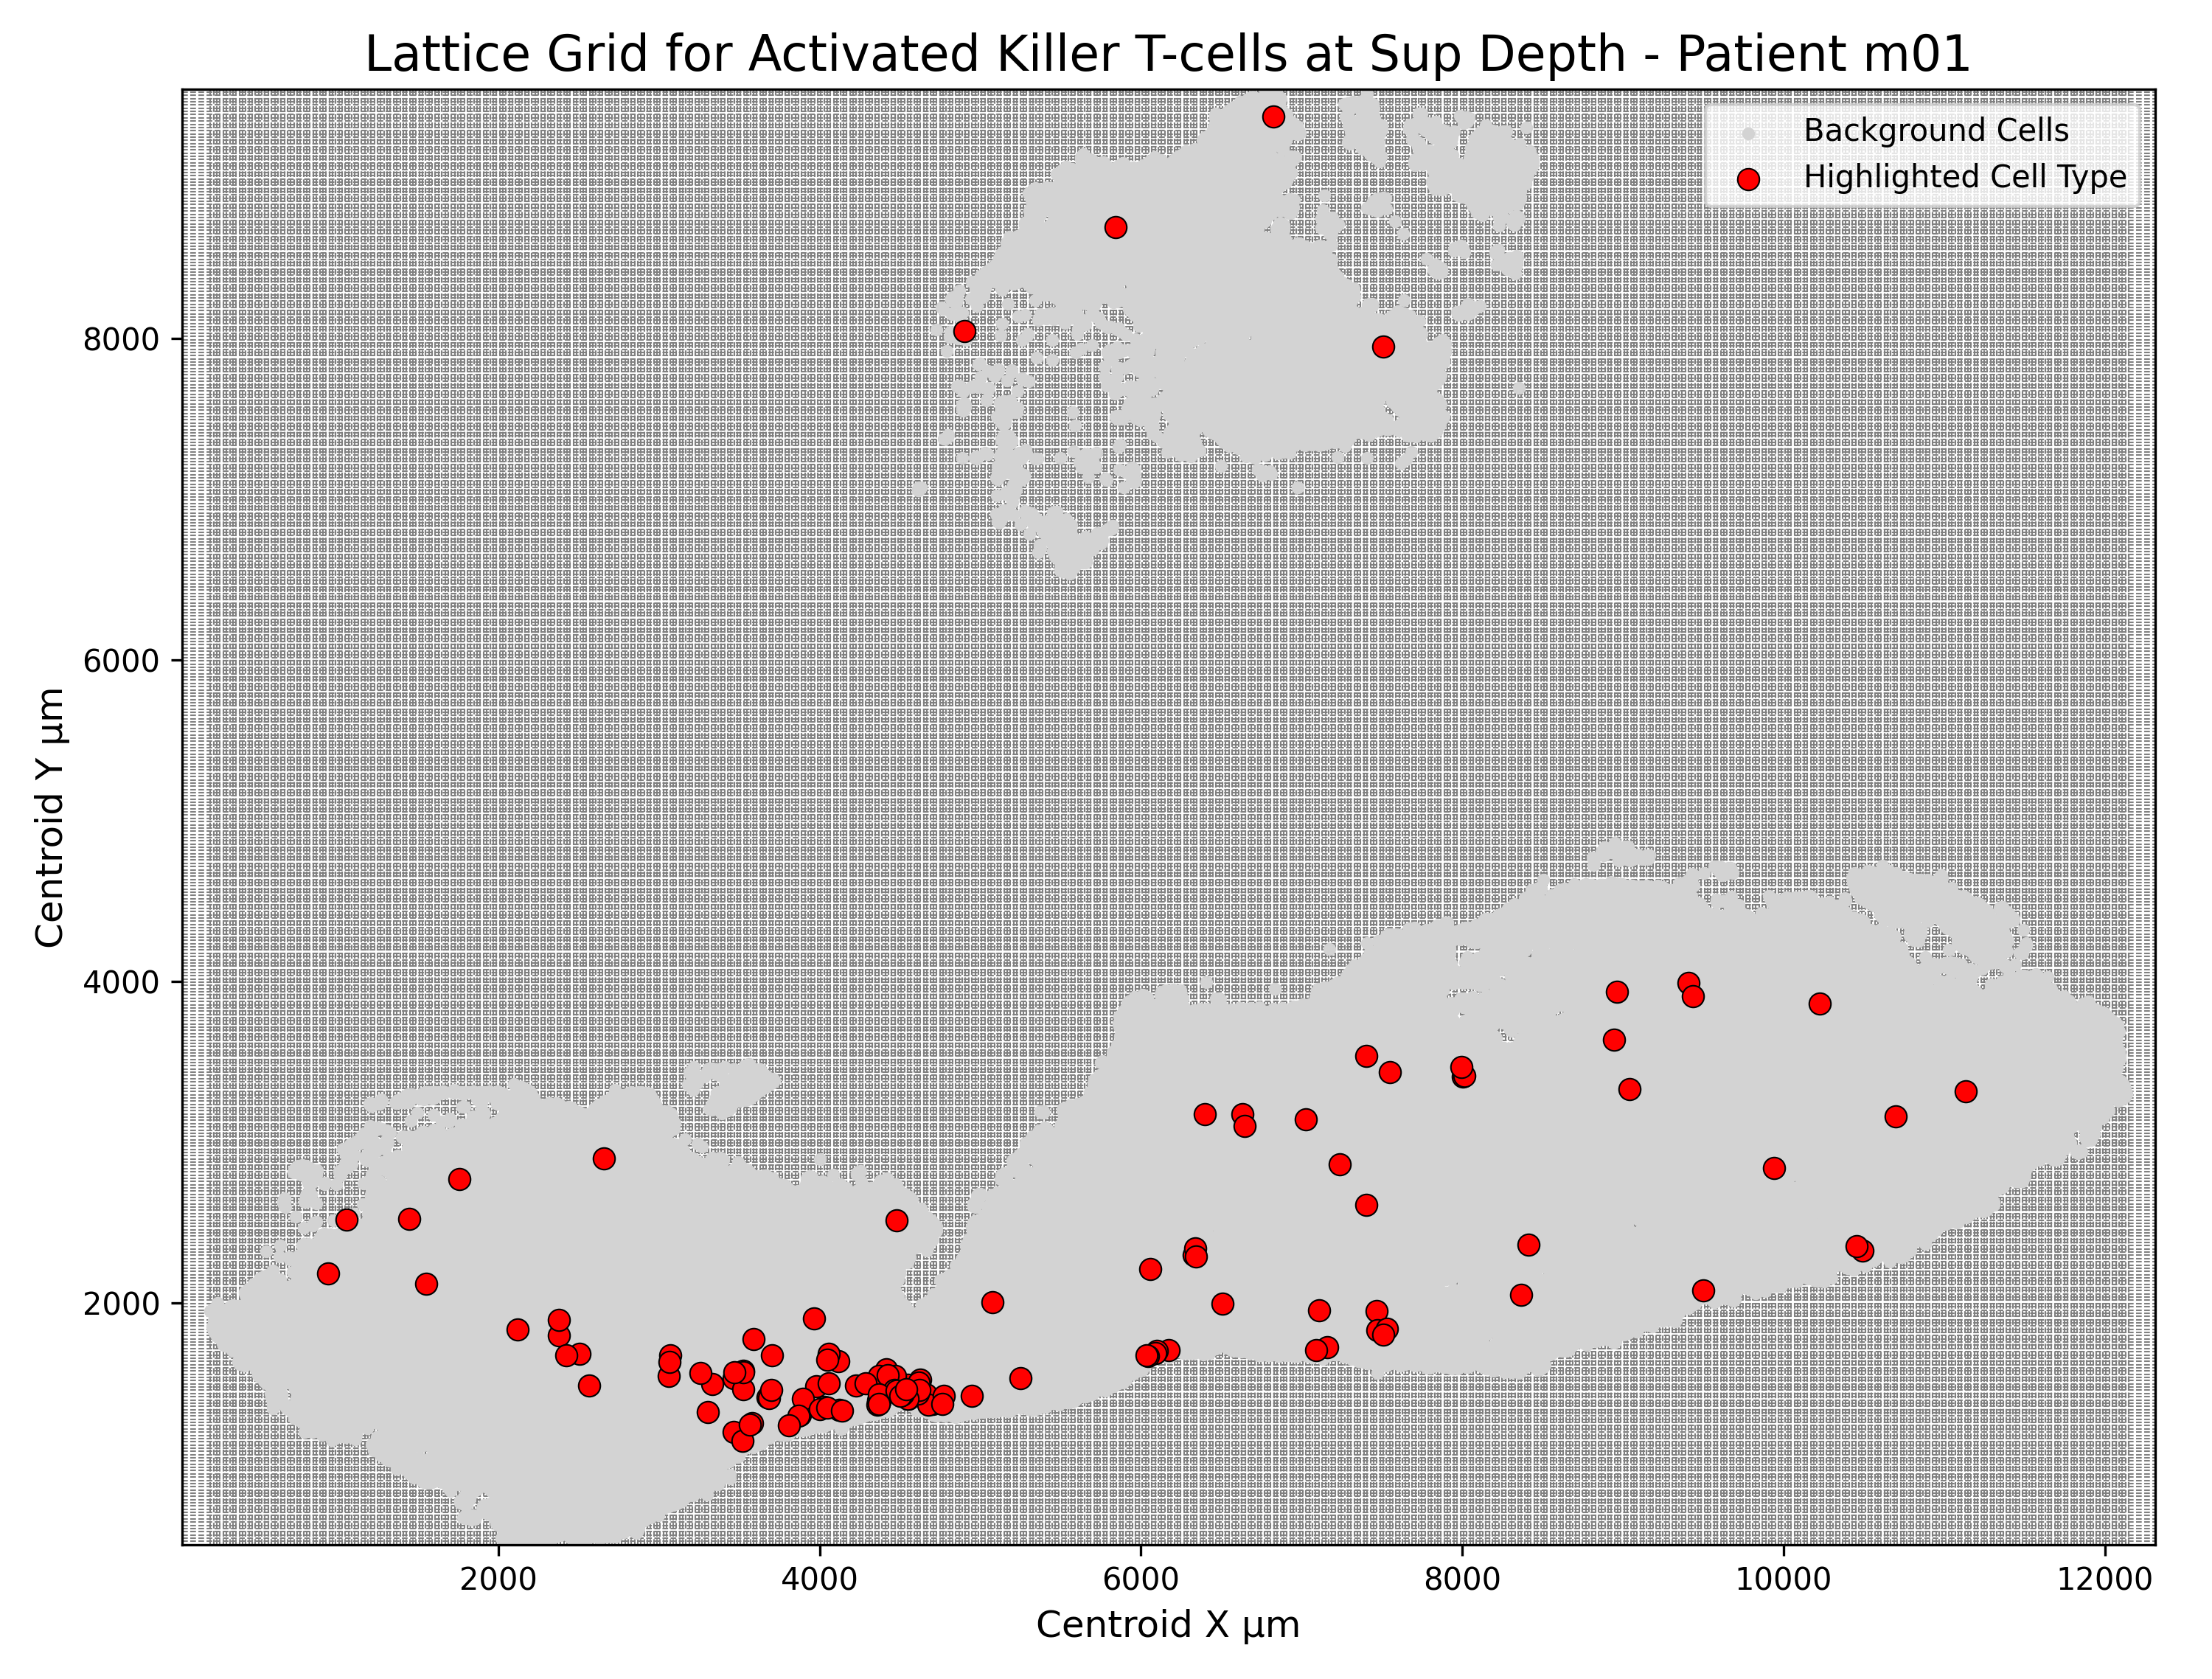 Lattice Grid for Activated Killer T-cells at Sup Depth - Patient m01
Background Cells
Highlighted Cell Type
8000
6000
4000
2000
Centroid Y µm
2000
4000
6000
8000
10000
12000
Centroid X µm